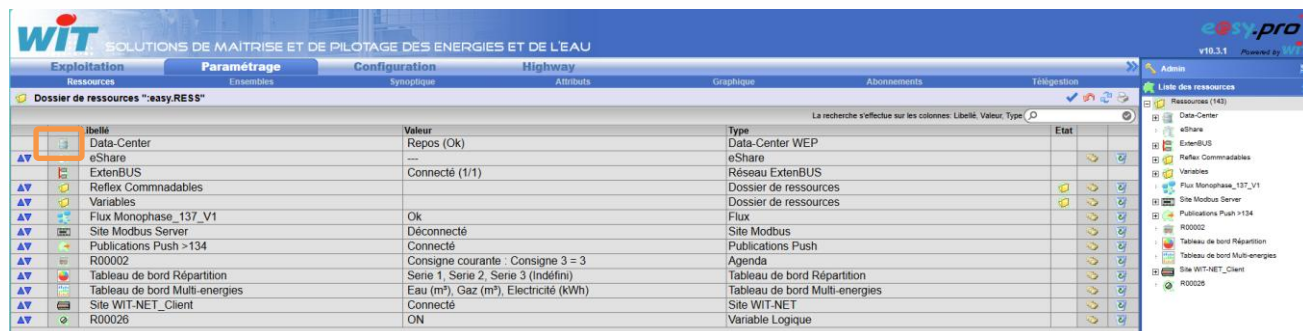 WiT SOLUTIONS DE MAÎTRISE ET DE PILOTAGE DES ENERGIES ET DE L'EAU
easy.pro
v10.3.1 Powered by WiT
Exploitation Paramétrage Configuration Highway
Admin
Ressources Ensembles Synoptique Attributs Graphique Abonnements Télégestion
Liste des ressources
Dossier de ressources ":easy.RESS"
La recherche s'effectue sur les colonnes: Libellé, Valeur, Type
Libellé Valeur Type Etat
Data-Center Repos (Ok) Data-Center WEP
eShare --- eShare
ExtenBUS Connecté (1/1) Réseau ExtenBUS
Reflex Commnadables Dossier de ressources
Variables Dossier de ressources
Flux Monophase_137_V1 Ok Flux
Site Modbus Server Déconnecté Site Modbus
Publications Push >134 Connecté Publications Push
R00002 Consigne courante : Consigne 3 = 3 Agenda
Tableau de bord Répartition Serie 1, Serie 2, Serie 3 (Indéfini) Tableau de bord Répartition
Tableau de bord Multi-energies Eau (m³), Gaz (m³), Electricité (kWh) Tableau de bord Multi-energies
Site WIT-NET_Client Connecté Site WIT-NET
R00026 ON Variable Logique
Ressources (143)
Data-Center
eShare
ExtenBUS
Reflex Commnadables
Variables
Flux Monophase_137_V1
Site Modbus Server
Publications Push >134
R00002
Tableau de bord Répartition
Tableau de bord Multi-energies
Site WIT-NET_Client
R00026